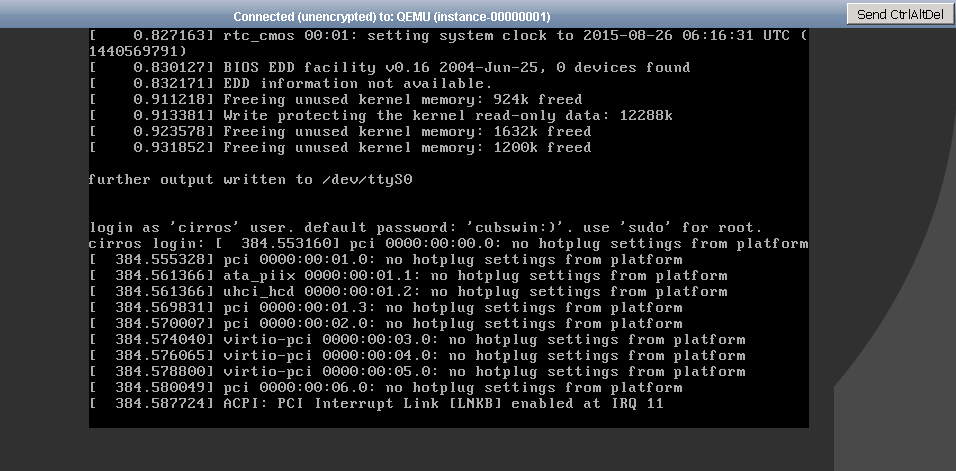 Connected (unencrypted) to: QEMU (instance-00000001)
Send CtrlAltDel
[    0.827163] rtc_cmos 00:01: setting system clock to 2015-08-26 06:16:31 UTC (
1440569791)
[    0.830127] BIOS EDD facility v0.16 2004-Jun-25, 0 devices found
[    0.832171] EDD information not available.
[    0.911218] Freeing unused kernel memory: 924k freed
[    0.913381] Write protecting the kernel read-only data: 12288k
[    0.923578] Freeing unused kernel memory: 1632k freed
[    0.931852] Freeing unused kernel memory: 1200k freed
further output written to /dev/ttyS0
login as 'cirros' user. default password: 'cubswin:)'. use 'sudo' for root.
cirros login: [  384.553160] pci 0000:00:00.0: no hotplug settings from platform
[  384.555328] pci 0000:00:01.0: no hotplug settings from platform
[  384.561366] ata_piix 0000:00:01.1: no hotplug settings from platform
[  384.561366] uhci_hcd 0000:00:01.2: no hotplug settings from platform
[  384.569831] pci 0000:00:01.3: no hotplug settings from platform
[  384.570007] pci 0000:00:02.0: no hotplug settings from platform
[  384.574040] virtio-pci 0000:00:03.0: no hotplug settings from platform
[  384.576065] virtio-pci 0000:00:04.0: no hotplug settings from platform
[  384.578800] virtio-pci 0000:00:05.0: no hotplug settings from platform
[  384.580049] pci 0000:00:06.0: no hotplug settings from platform
[  384.587724] ACPI: PCI Interrupt Link [LNKB] enabled at IRQ 11